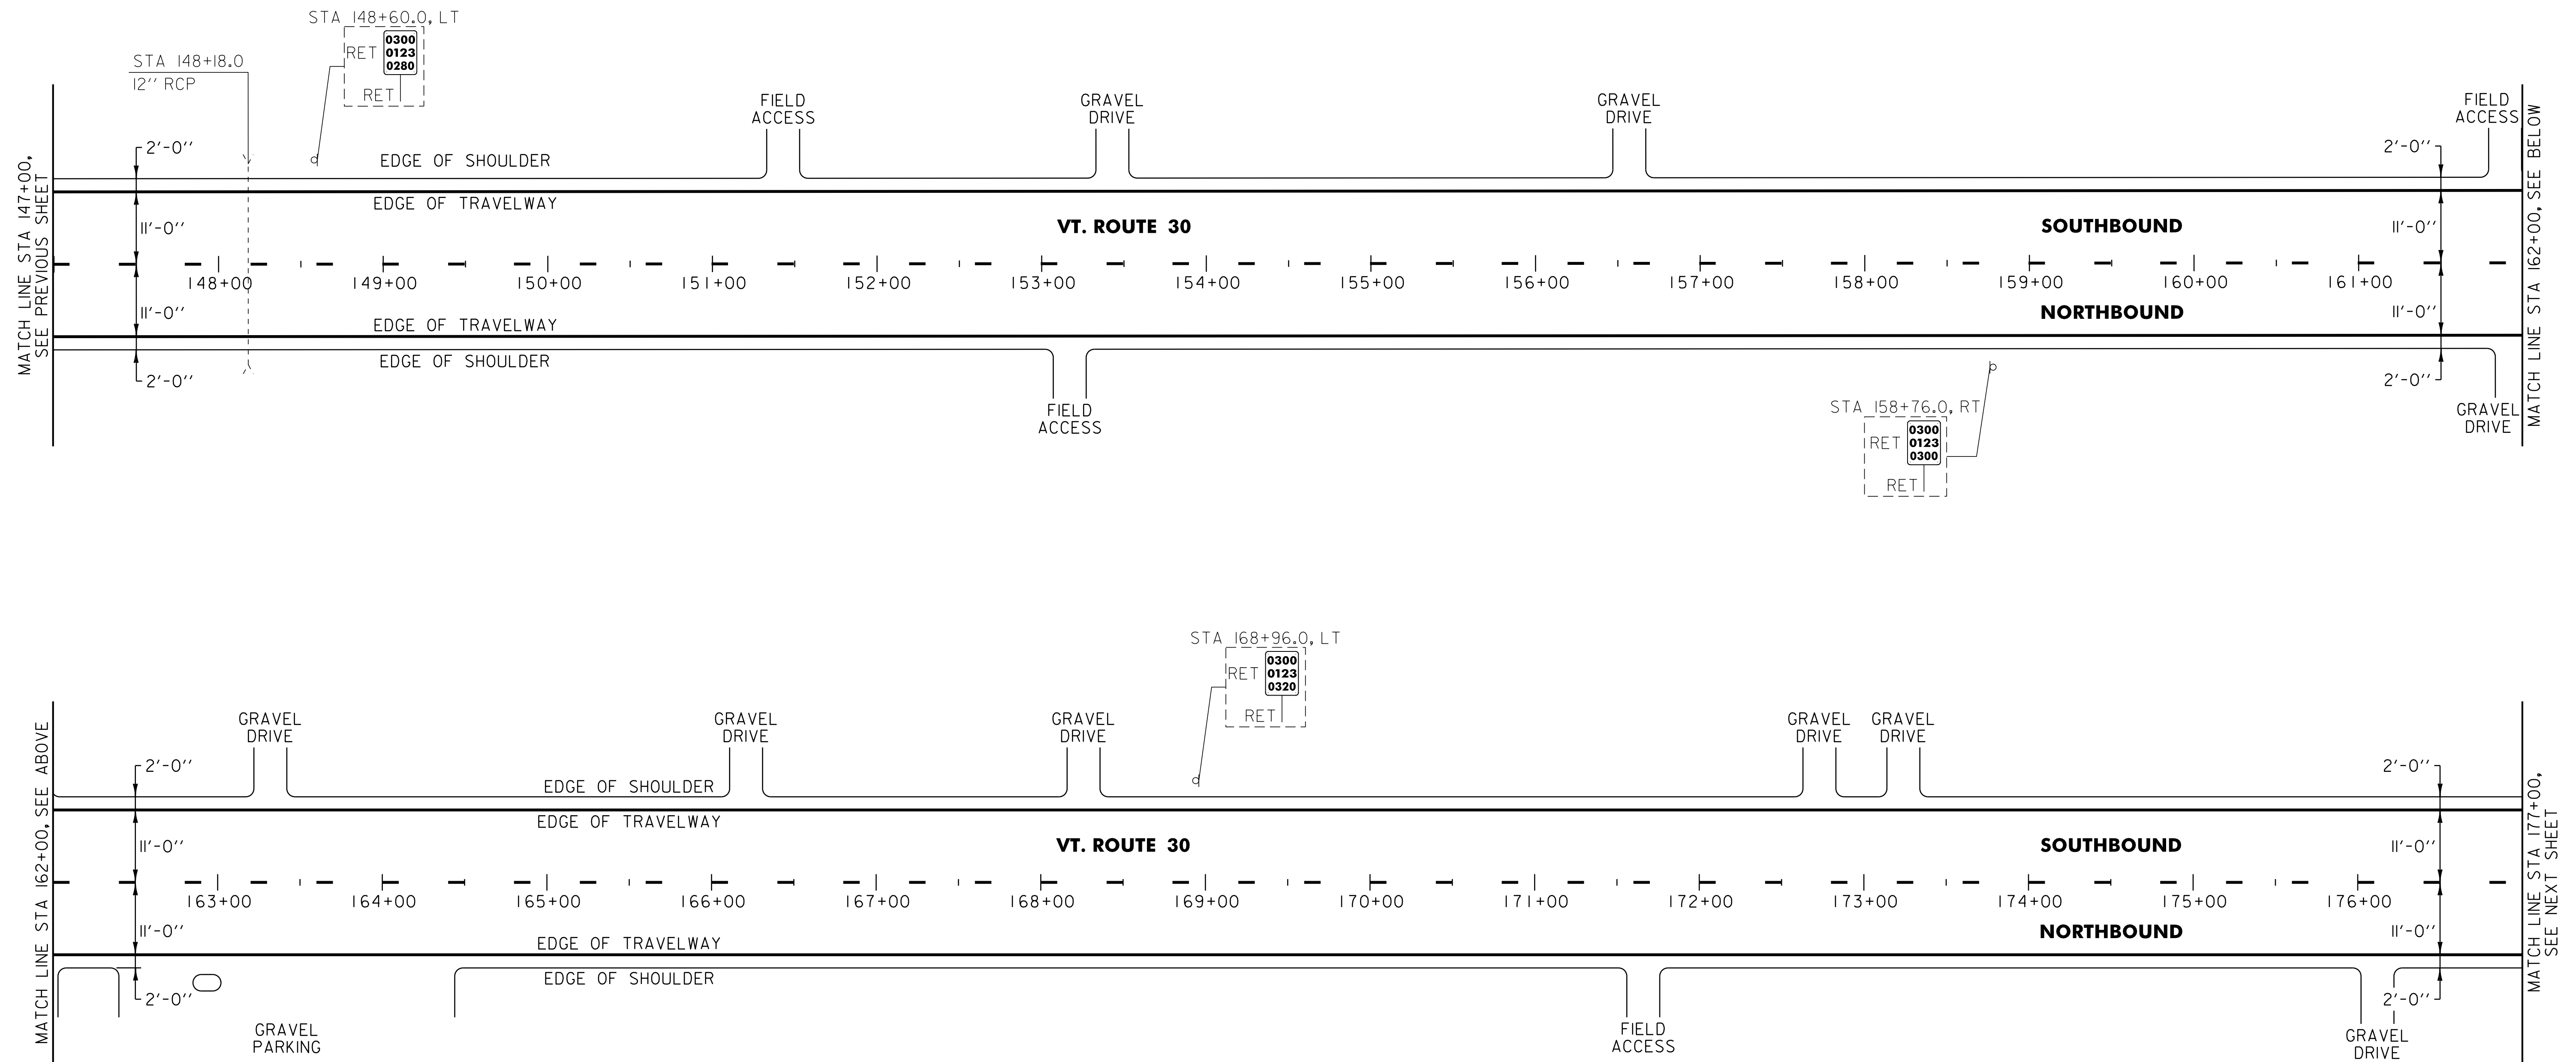 STA 148+60.0, LT
RET
0300
0123
0280
RET
STA 148+18.0
12'' RCP
FIELD
ACCESS
GRAVEL
DRIVE
GRAVEL
DRIVE
FIELD
ACCESS
MATCH LINE STA 147+00,
SEE PREVIOUS SHEET
2'-0''
EDGE OF SHOULDER
2'-0''
EDGE OF TRAVELWAY
11'-0''
VT. ROUTE 30
SOUTHBOUND
11'-0''
148+00 149+00 150+00 151+00 152+00 153+00 154+00 155+00 156+00 157+00 158+00 159+00 160+00 161+00
11'-0''
EDGE OF TRAVELWAY
NORTHBOUND
11'-0''
EDGE OF SHOULDER
2'-0''
2'-0''
FIELD
ACCESS
STA 158+76.0, RT
RET
0300
0123
0300
RET
GRAVEL
DRIVE
MATCH LINE STA 162+00, SEE BELOW
STA 168+96.0, LT
RET
0300
0123
0320
RET
MATCH LINE STA 162+00, SEE ABOVE
GRAVEL
DRIVE
GRAVEL
DRIVE
GRAVEL
DRIVE
GRAVEL
DRIVE
GRAVEL
DRIVE
2'-0''
EDGE OF SHOULDER
2'-0''
EDGE OF TRAVELWAY
11'-0''
VT. ROUTE 30
SOUTHBOUND
11'-0''
163+00 164+00 165+00 166+00 167+00 168+00 169+00 170+00 171+00 172+00 173+00 174+00 175+00 176+00
11'-0''
EDGE OF TRAVELWAY
NORTHBOUND
11'-0''
EDGE OF SHOULDER
2'-0''
2'-0''
GRAVEL
PARKING
FIELD
ACCESS
GRAVEL
DRIVE
MATCH LINE STA 177+00,
SEE NEXT SHEET